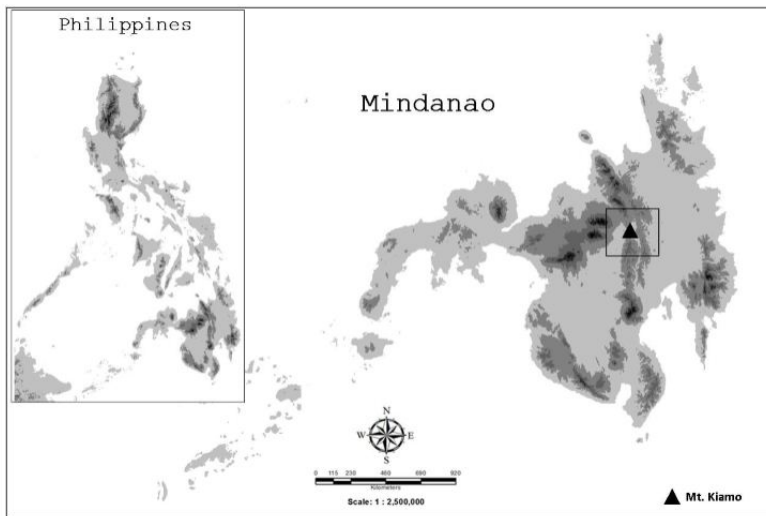 Philippines
Mindanao
N
W E
S
0 115 230 460 690 920
Kilometers
Scale: 1 : 2,500,000
Mt. Kiamo